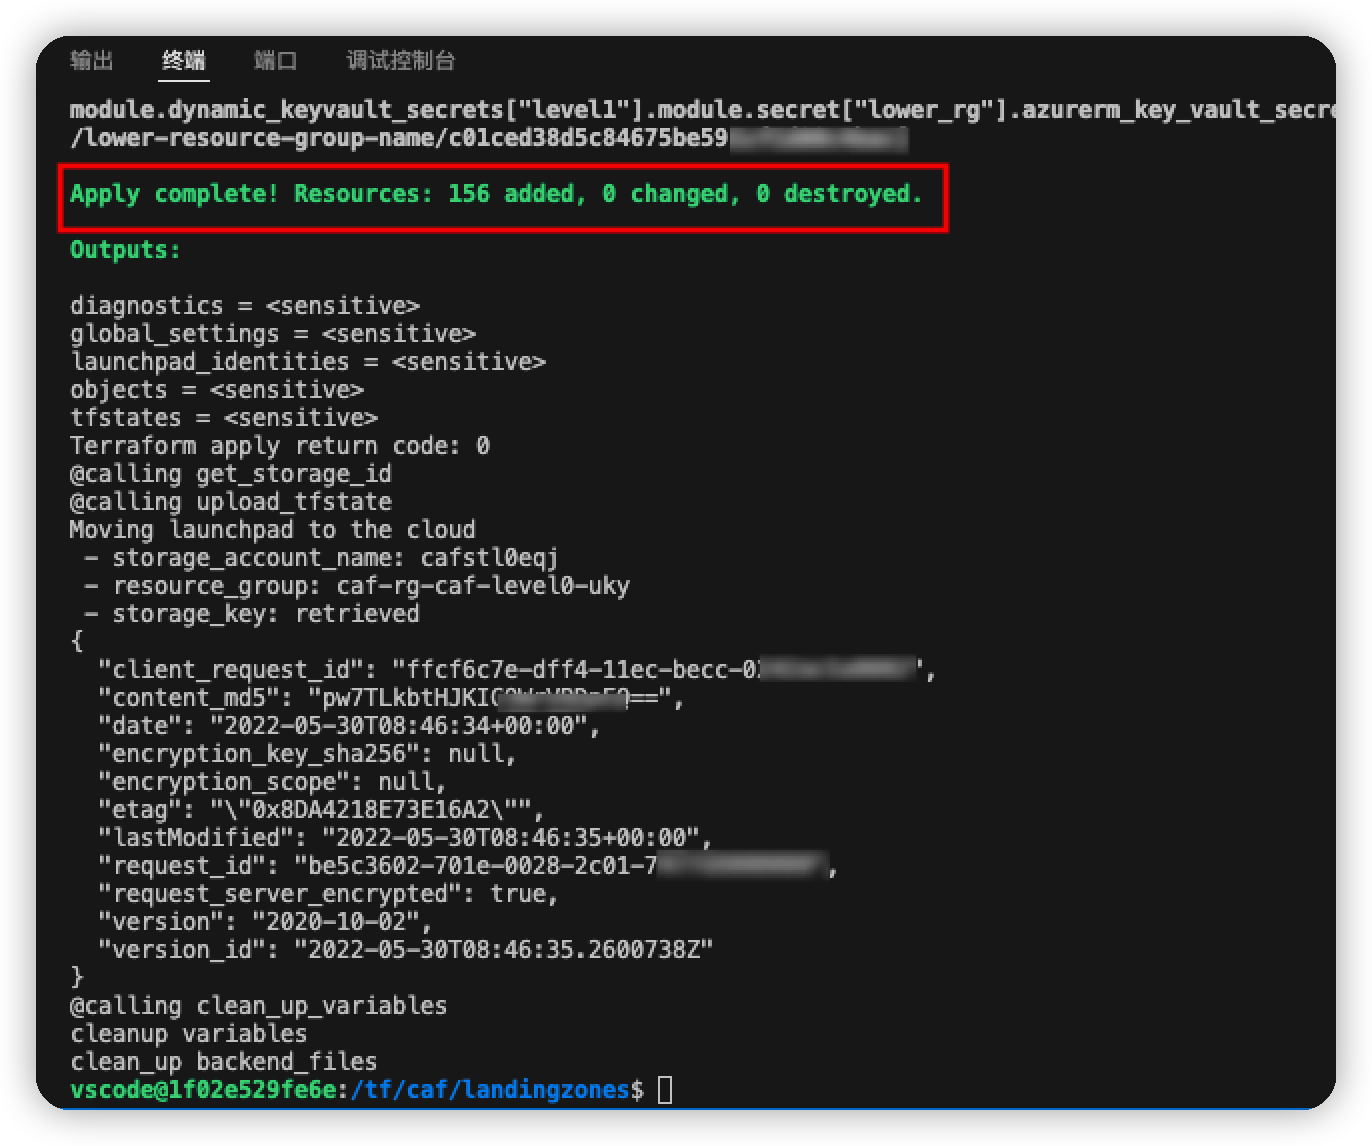 输出 终端 端口 调试控制台
module.dynamic_keyvault_secrets["level1"].module.secret["lower_rg"].azurerm_key_vault_secre
/lower-resource-group-name/c01ced38d5c84675be59
Apply complete! Resources: 156 added, 0 changed, 0 destroyed.
Outputs:
diagnostics = <sensitive>
global_settings = <sensitive>
launchpad_identities = <sensitive>
objects = <sensitive>
tfstates = <sensitive>
Terraform apply return code: 0
@calling get_storage_id
@calling upload_tfstate
Moving launchpad to the cloud
 - storage_account_name: cafstl0eqj
 - resource_group: caf-rg-caf-level0-uky
 - storage_key: retrieved
{
  "client_request_id": "ffcf6c7e-dff4-11ec-becc-0
  "content_md5": "pw7TLkbtHJKI==",
  "date": "2022-05-30T08:46:34+00:00",
  "encryption_key_sha256": null,
  "encryption_scope": null,
  "etag": "\"0x8DA4218E73E16A2\"",
  "lastModified": "2022-05-30T08:46:35+00:00",
  "request_id": "be5c3602-701e-0028-2c01-7
  "request_server_encrypted": true,
  "version": "2020-10-02",
  "version_id": "2022-05-30T08:46:35.2600738Z"
}
@calling clean_up_variables
cleanup variables
clean_up backend_files
vscode@1f02e529fe6e:/tf/caf/landingzones$